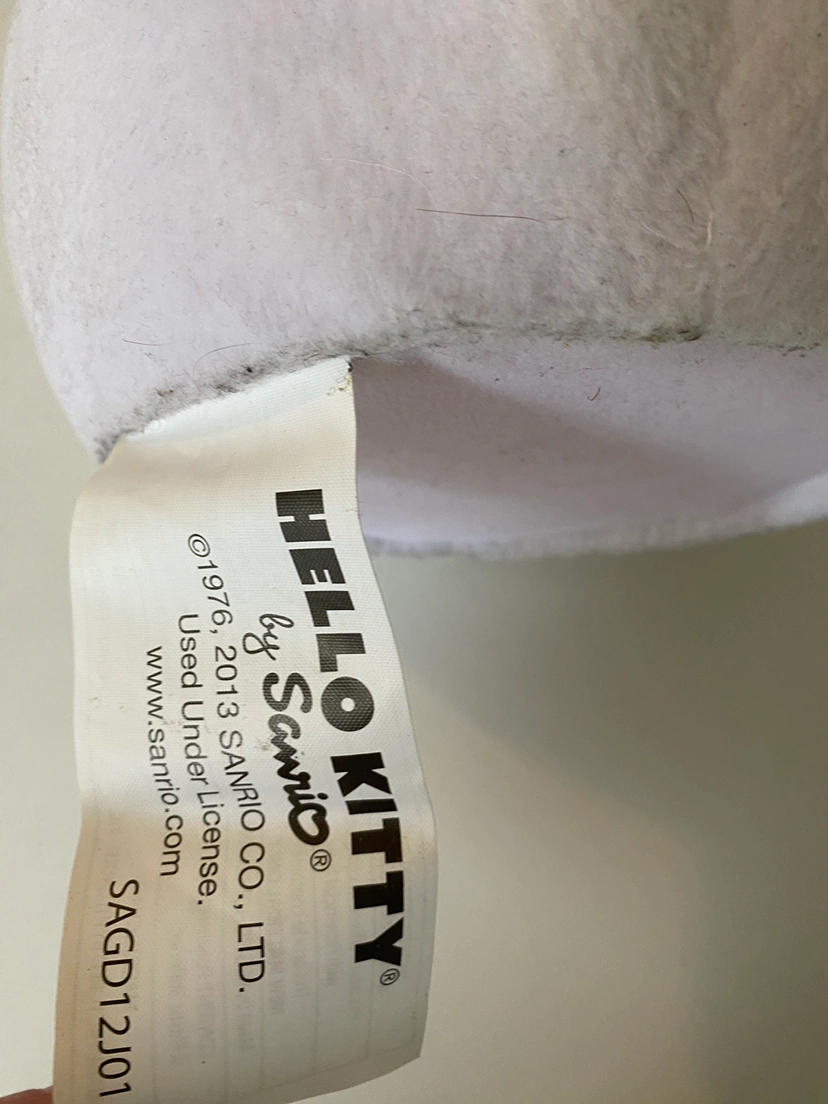 HELLO KITTY®
by Sanrio®
©1976, 2013 SANRIO CO., LTD.
Used Under License.
www.sanrio.com
SAGD12J01